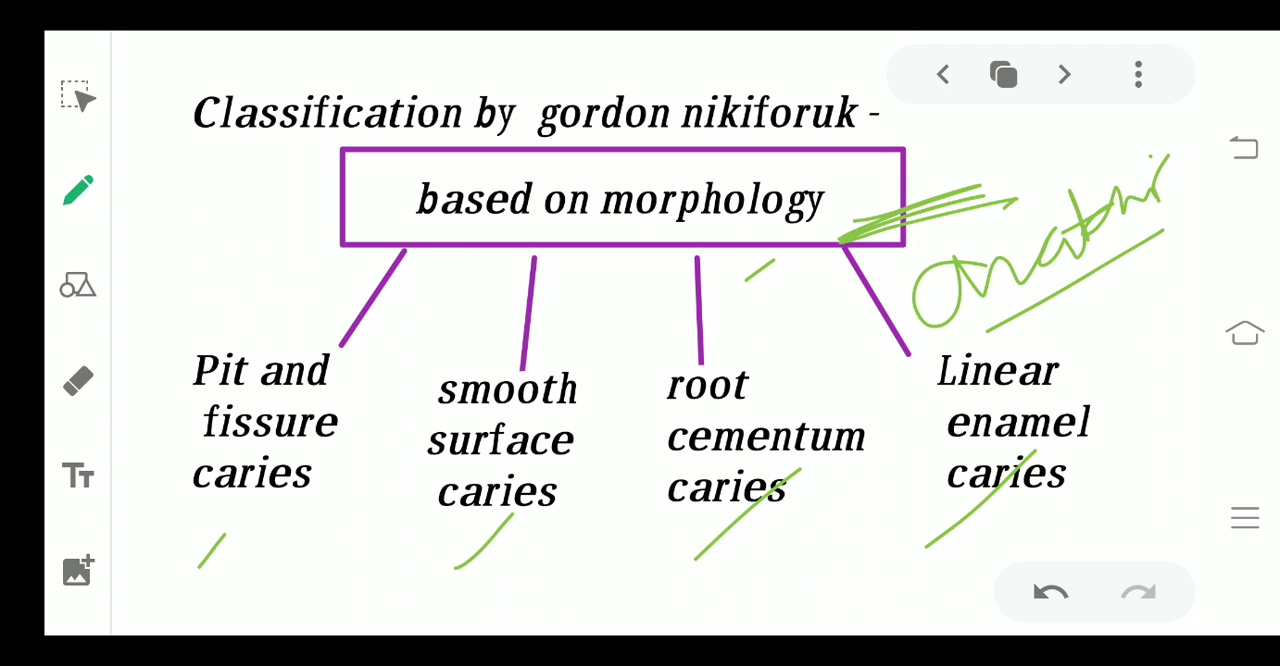 Classification by gordon nikiforuk -
based on morphology
Pit and
fissure
caries
smooth
surface
caries
root
cementum
caries
Linear
enamel
caries
Tт